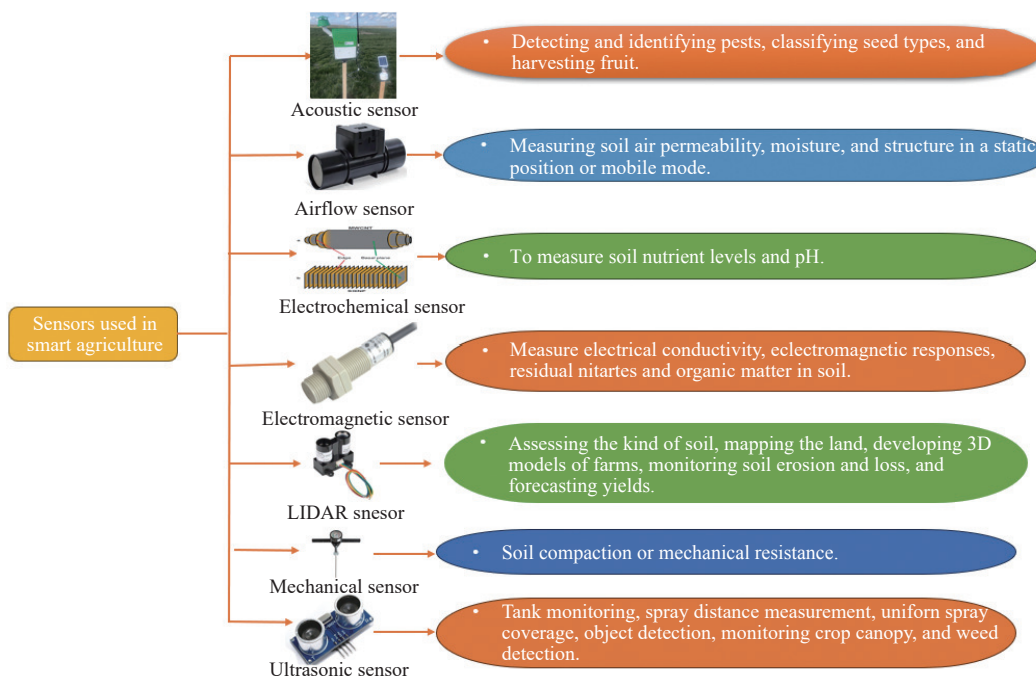 • Detecting and identifying pests, classifying seed types, and
harvesting fruit.
Acoustic sensor
• Measuring soil air permeability, moisture, and structure in a static
position or mobile mode.
Airflow sensor
MWCNT
• To measure soil nutrient levels and pH.
Electrochemical sensor
Sensors used in
smart agriculture
• Measure electrical conductivity, eclectromagnetic responses,
residual nitartes and organic matter in soil.
Electromagnetic sensor
• Assessing the kind of soil, mapping the land, developing 3D
models of farms, monitoring soil erosion and loss, and
forecasting yields.
LIDAR snesor
• Soil compaction or mechanical resistance.
Mechanical sensor
• Tank monitoring, spray distance measurement, uniforn spray
coverage, object detection, monitoring crop canopy, and weed
detection.
Ultrasonic sensor